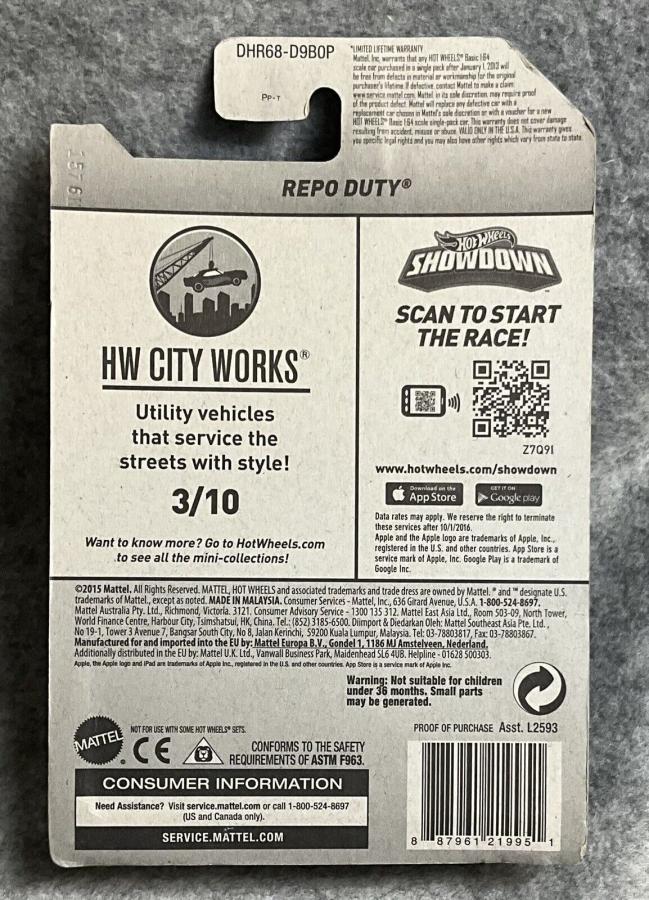 DHR68-D9B0P
PP-T
*LIMITED LIFETIME WARRANTY
Mattel, Inc. warrants that any HOT WHEELS® Basic 1:64
scale car purchased in a single pack after January 1, 2013 will
be free from defects in material or workmanship for the original
purchaser's lifetime. If defective, contact Mattel to make a claim:
www.service.mattel.com. Mattel, in its sole discretion, may require proof
of the product defect. Mattel will replace any defective car with a
replacement car chosen in Mattel's sole discretion or with a voucher for a new
HOT WHEELS® Basic 1:64 scale single-pack car. This warranty does not cover damage
resulting from accident, misuse or abuse. VALID ONLY IN THE U.S.A. This warranty gives
you specific legal rights and you may also have other rights which vary from state to state.
REPO DUTY®
HW CITY WORKS®
Utility vehicles
that service the
streets with style!
3/10
Want to know more? Go to HotWheels.com
to see all the mini-collections!
Hot Wheels
SHOWDOWN™
SCAN TO START
THE RACE!
Z7Q9I
www.hotwheels.com/showdown
Download on the
App Store
GET IT ON
Google play
Data rates may apply. We reserve the right to terminate
these services after 10/1/2016.
Apple and the Apple logo are trademarks of Apple, Inc.,
registered in the U.S. and other countries. App Store is a
service mark of Apple, Inc. Google Play is a trademark of
Google Inc.
©2015 Mattel. All Rights Reserved. MATTEL, HOT WHEELS and associated trademarks and trade dress are owned by Mattel. ® and ™ designate U.S.
trademarks of Mattel, except as noted. MADE IN MALAYSIA. Consumer Services - Mattel, Inc., 636 Girard Avenue, U.S.A. 1-800-524-8697.
Mattel Australia Pty. Ltd., Richmond, Victoria. 3121. Consumer Advisory Service - 1300 135 312. Mattel East Asia Ltd., Room 503-09, North Tower,
World Finance Centre, Harbour City, Tsimshatsui, HK, China. Tel.: (852) 3185-6500. Diimport & Diedarkan Oleh: Mattel Southeast Asia Pte. Ltd.,
No 19-1, Tower 3 Avenue 7, Bangsar South City, No 8, Jalan Kerinchi, 59200 Kuala Lumpur, Malaysia. Tel: 03-78803817, Fax: 03-78803867.
Manufactured for and imported into the EU by: Mattel Europa B.V., Gondel 1, 1186 MJ Amstelveen, Nederland.
Additionally distributed in the EU by: Mattel U.K. Ltd., Vanwall Business Park, Maidenhead SL6 4UB. Helpline - 01628 500303.
Apple, the Apple logo and iPad are trademarks of Apple Inc., registered in the U.S. and other countries. App Store is a service mark of Apple Inc.
Warning: Not suitable for children
under 36 months. Small parts
may be generated.
MATTEL
NOT FOR USE WITH SOME HOT WHEELS® SETS.
CE
CONFORMS TO THE SAFETY
REQUIREMENTS OF ASTM F963.
PROOF OF PURCHASE Asst. L2593
CONSUMER INFORMATION
Need Assistance? Visit service.mattel.com or call 1-800-524-8697
(US and Canada only).
SERVICE.MATTEL.COM
8 87961 21995 1